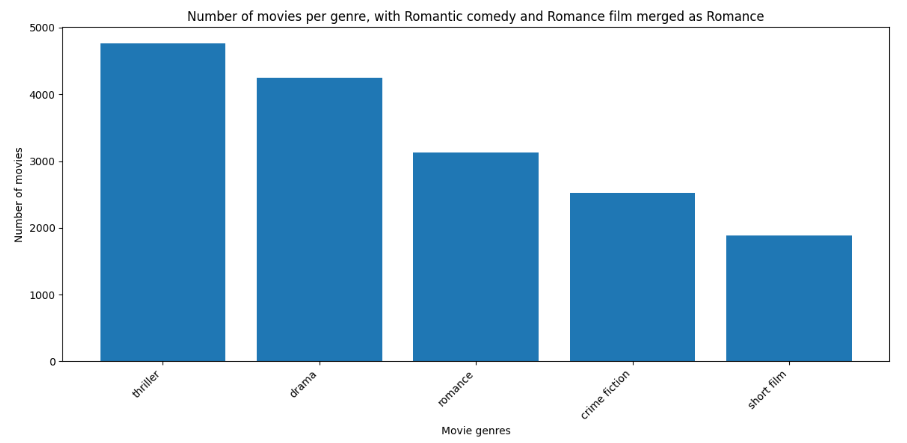 Number of movies per genre, with Romantic comedy and Romance film merged as Romance
5000
4000
3000
2000
1000
0
Number of movies
thriller
drama
romance
crime fiction
short film
Movie genres